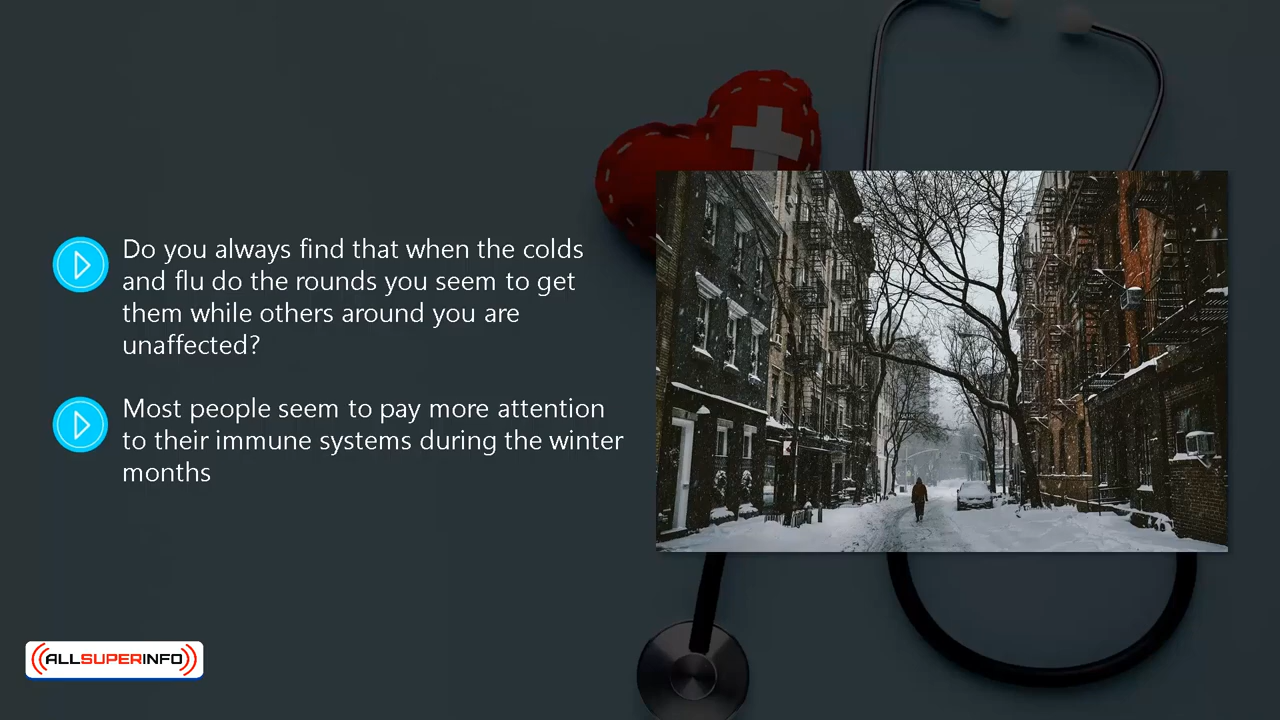 Do you always find that when the colds
and flu do the rounds you seem to get
them while others around you are
unaffected?
Most people seem to pay more attention
to their immune systems during the winter
months
ALLSUPERINFO